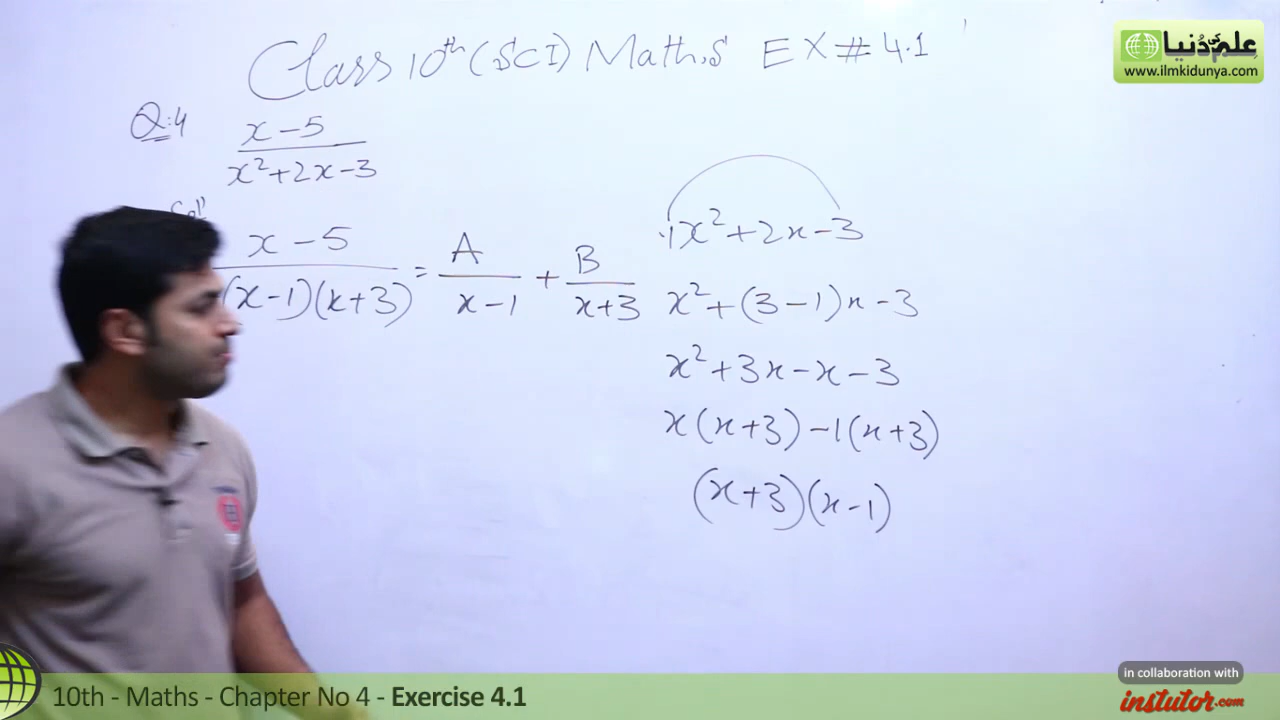 Class 10th (SCI) Maths EX # 4.1
علم کی دُنیا
www.ilmkidunya.com
Q:4
x - 5
x² + 2x - 3
Sol"
x - 5
(x - 1)(x + 3)
=
A
x - 1
+
B
x + 3
1x² + 2x - 3
x² + (3 - 1)x - 3
x² + 3x - x - 3
x(x + 3) - 1(x + 3)
(x + 3)(x - 1)
10th - Maths - Chapter No 4 - Exercise 4.1
in collaboration with
instutor.com